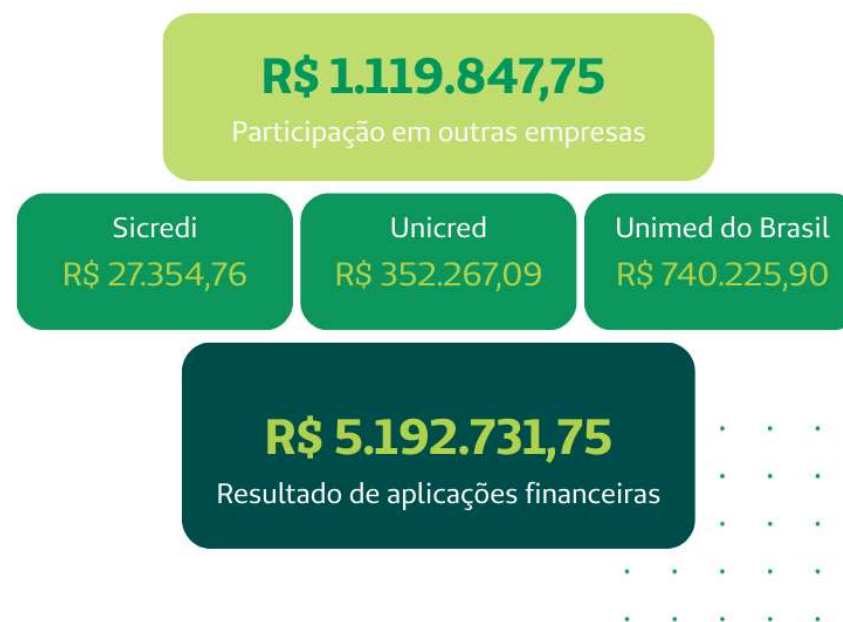 R$ 1.119.847,75
Participação em outras empresas
Sicredi
R$ 27.354,76
Unicred
R$ 352.267,09
Unimed do Brasil
R$ 740.225,90
R$ 5.192.731,75
Resultado de aplicações financeiras